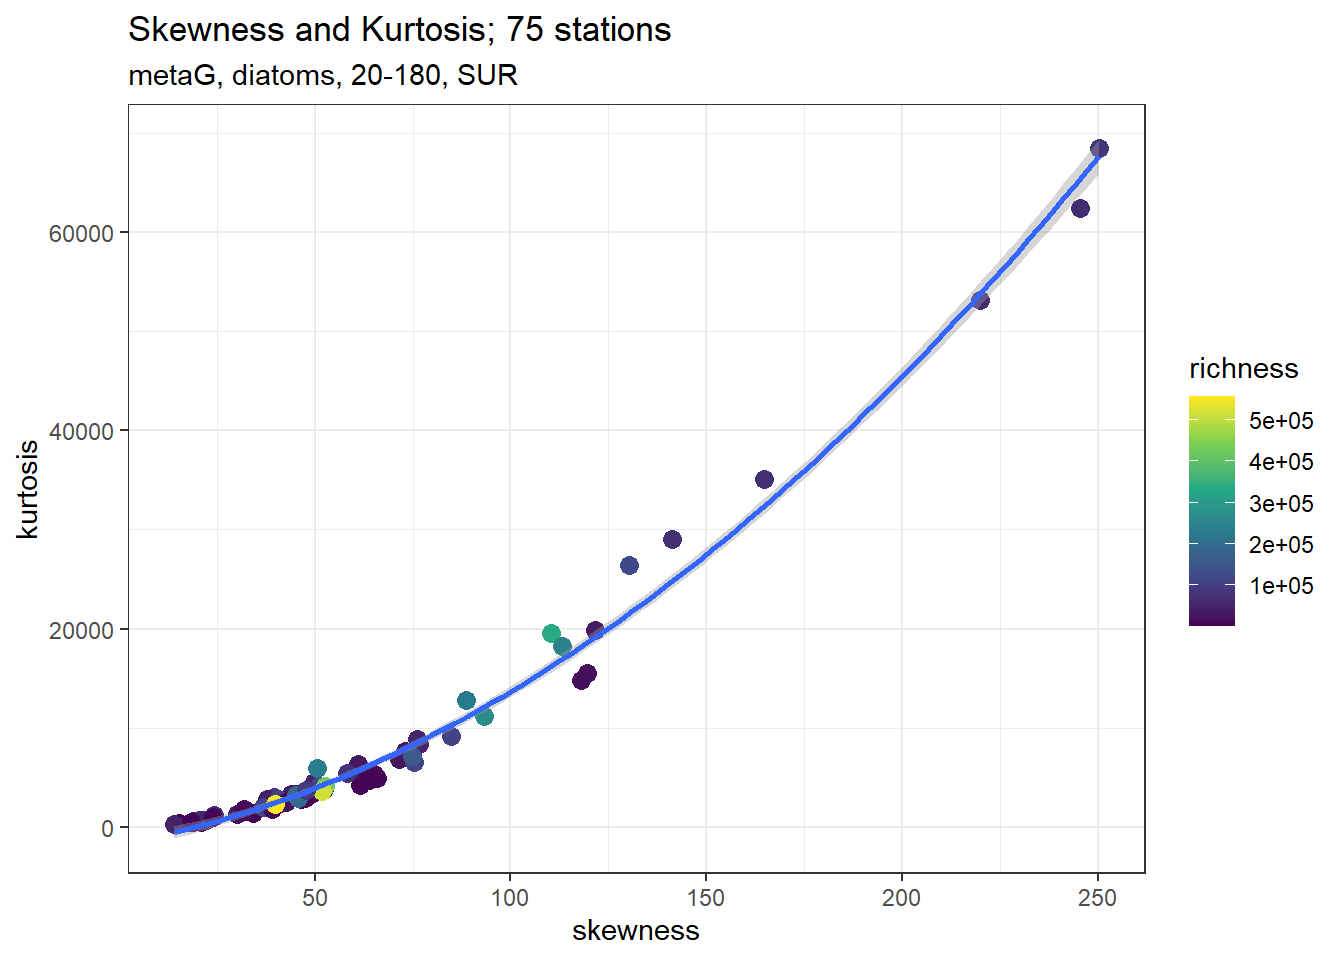 Skewness and Kurtosis; 75 stations
metaG, diatoms, 20-180, SUR
kurtosis
60000
40000
20000
0
50
100
150
200
250
skewness
richness
5e+05
4e+05
3e+05
2e+05
1e+05